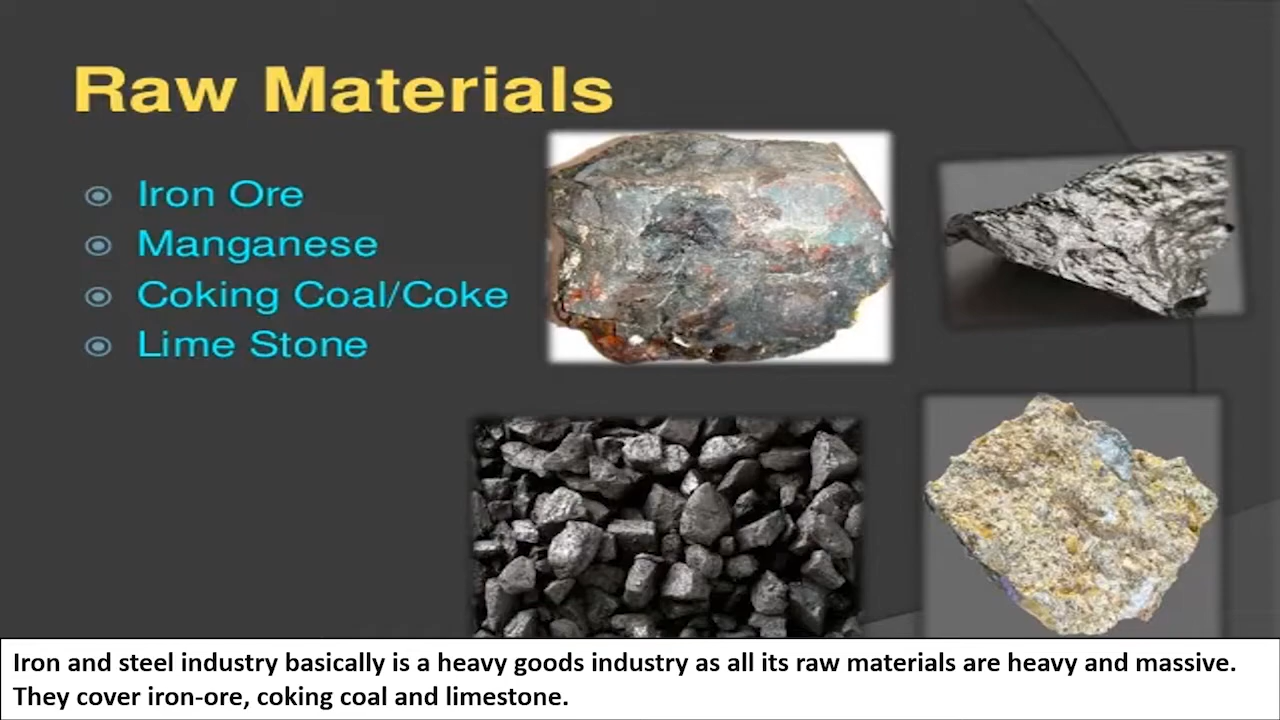 Raw Materials
Iron Ore
Manganese
Coking Coal/Coke
Lime Stone
Iron and steel industry basically is a heavy goods industry as all its raw materials are heavy and massive.
They cover iron-ore, coking coal and limestone.